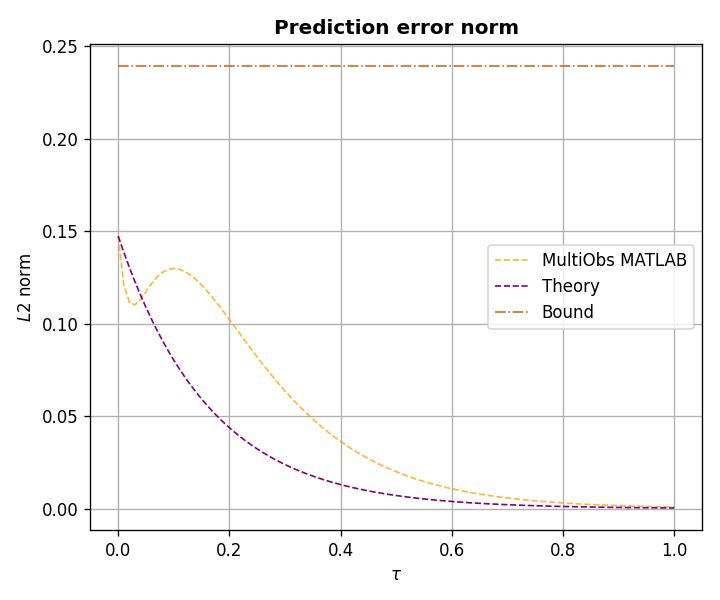 Prediction error norm
L2 norm
0.25
0.20
0.15
0.10
0.05
0.00
0.0 0.2 0.4 0.6 0.8 1.0
τ
MultiObs MATLAB
Theory
Bound